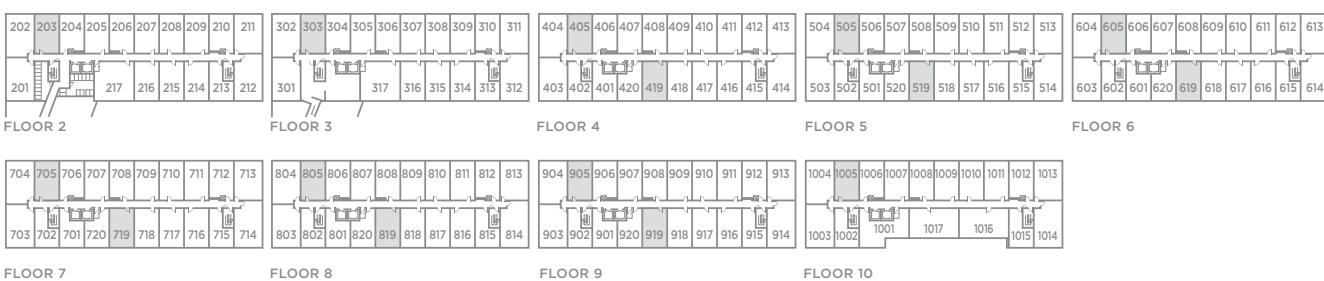 202 203 204 205 206 207 208 209 210 211
201 217 216 215 214 213 212
FLOOR 2
302 303 304 305 306 307 308 309 310 311
301 317 316 315 314 313 312
FLOOR 3
404 405 406 407 408 409 410 411 412 413
403 402 401 420 419 418 417 416 415 414
FLOOR 4
504 505 506 507 508 509 510 511 512 513
503 502 501 520 519 518 517 516 515 514
FLOOR 5
604 605 606 607 608 609 610 611 612 613
603 602 601 620 619 618 617 616 615 614
FLOOR 6
704 705 706 707 708 709 710 711 712 713
703 702 701 720 719 718 717 716 715 714
FLOOR 7
804 805 806 807 808 809 810 811 812 813
803 802 801 820 819 818 817 816 815 814
FLOOR 8
904 905 906 907 908 909 910 911 912 913
903 902 901 920 919 918 917 916 915 914
FLOOR 9
1004 1005 1006 1007 1008 1009 1010 1011 1012 1013
1003 1002 1001 1017 1016 1015 1014
FLOOR 10